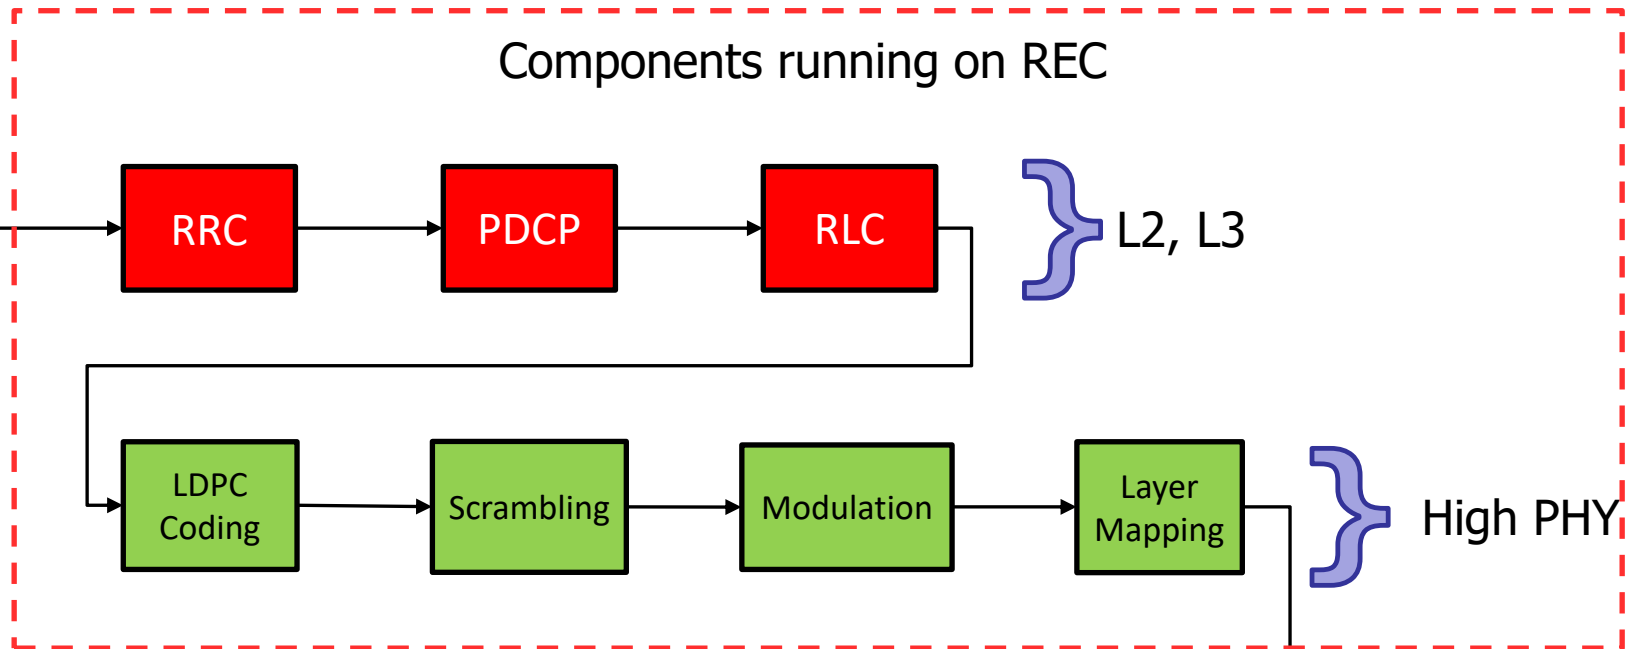 Components running on REC
RRC
PDCP
RLC
L2, L3
LDPC
Coding
Scrambling
Modulation
Layer
Mapping
High PHY